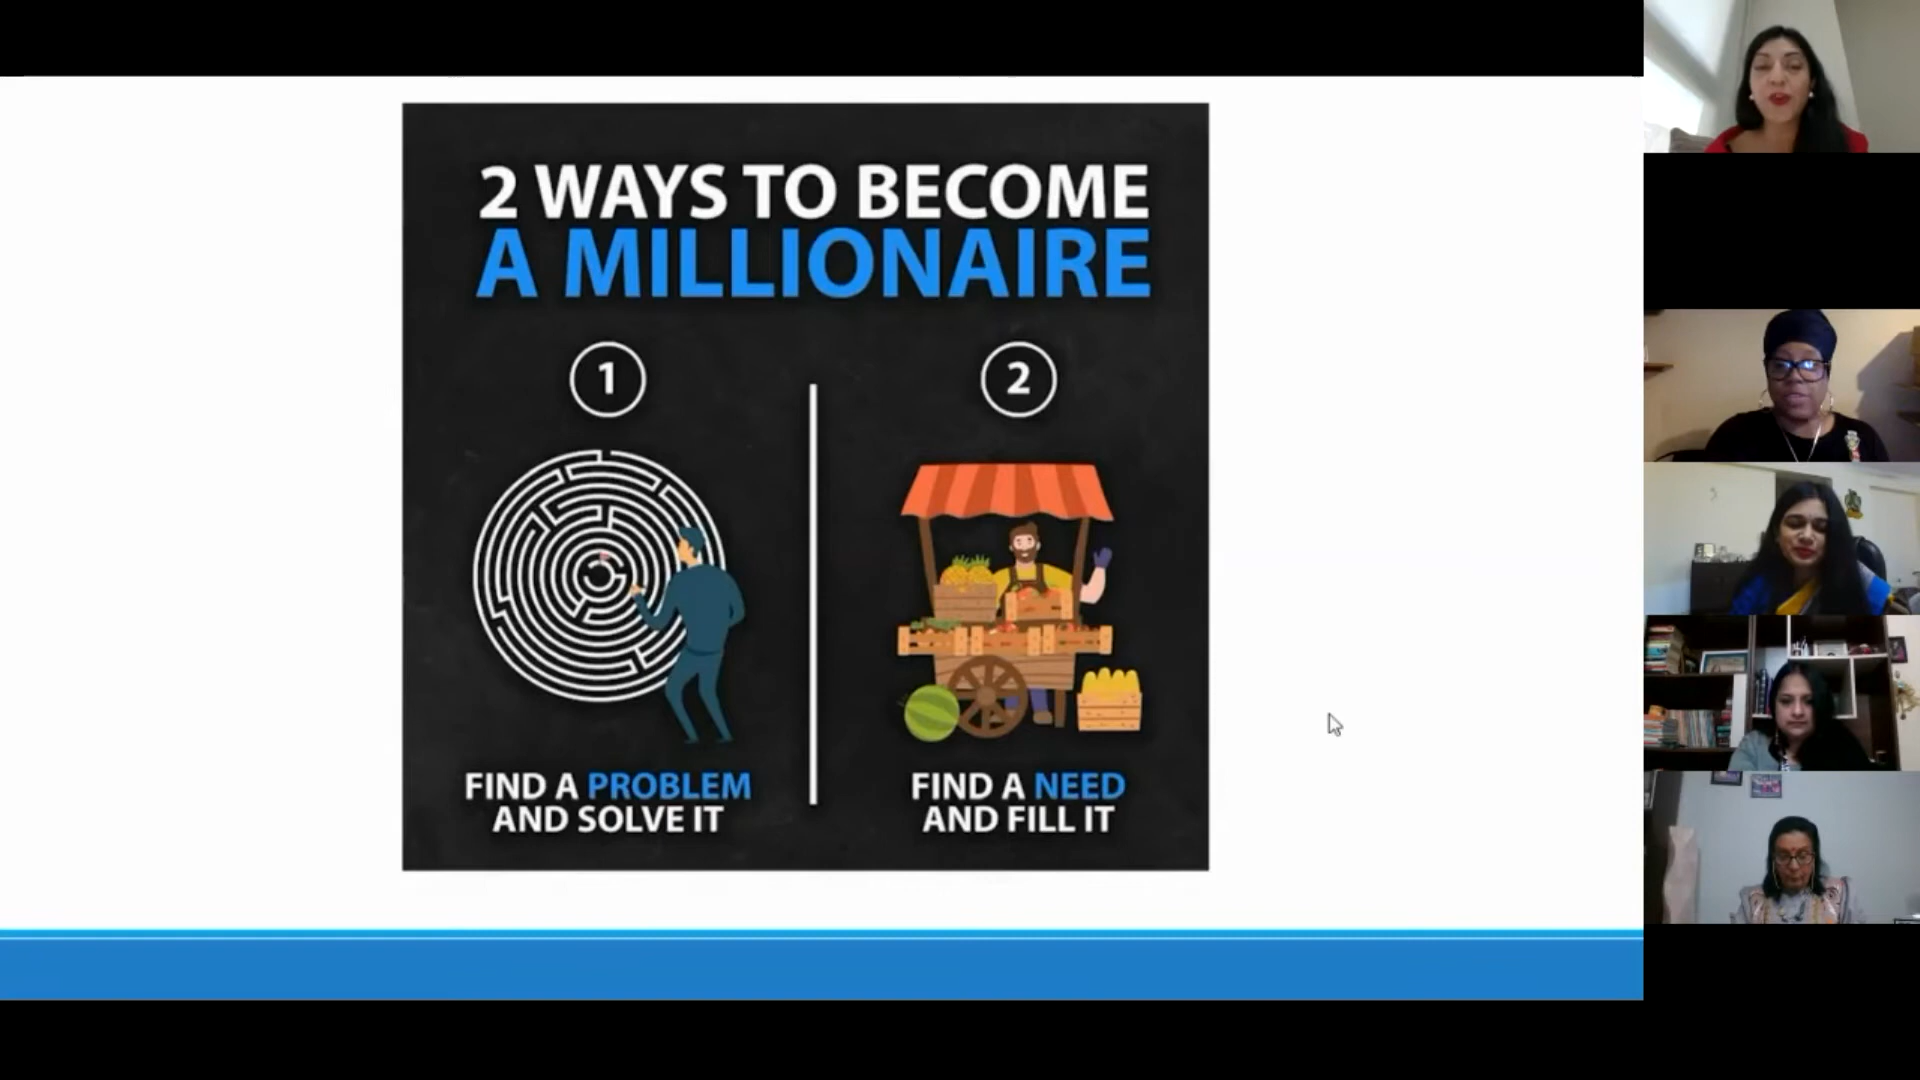 2 WAYS TO BECOME
A MILLIONAIRE
1
2
FIND A PROBLEM
AND SOLVE IT
FIND A NEED
AND FILL IT